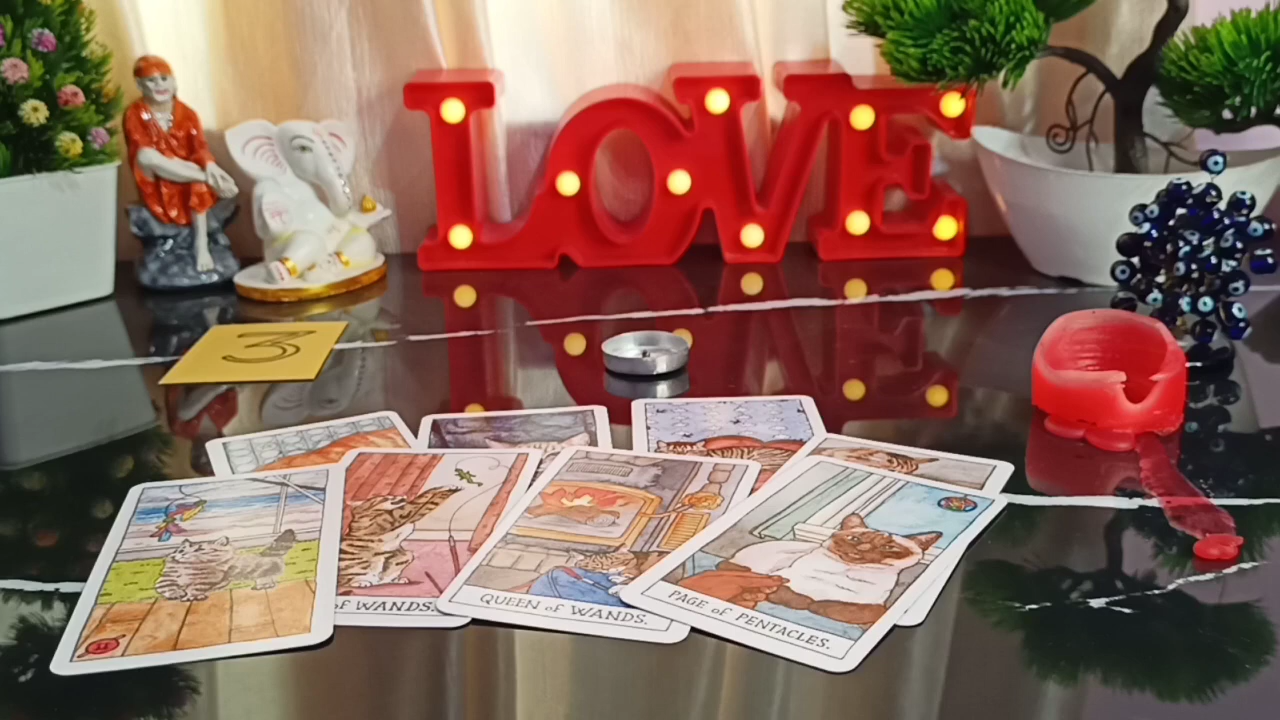 LOVE
3
OF WANDS.
QUEEN OF WANDS.
PAGE OF PENTACLES.